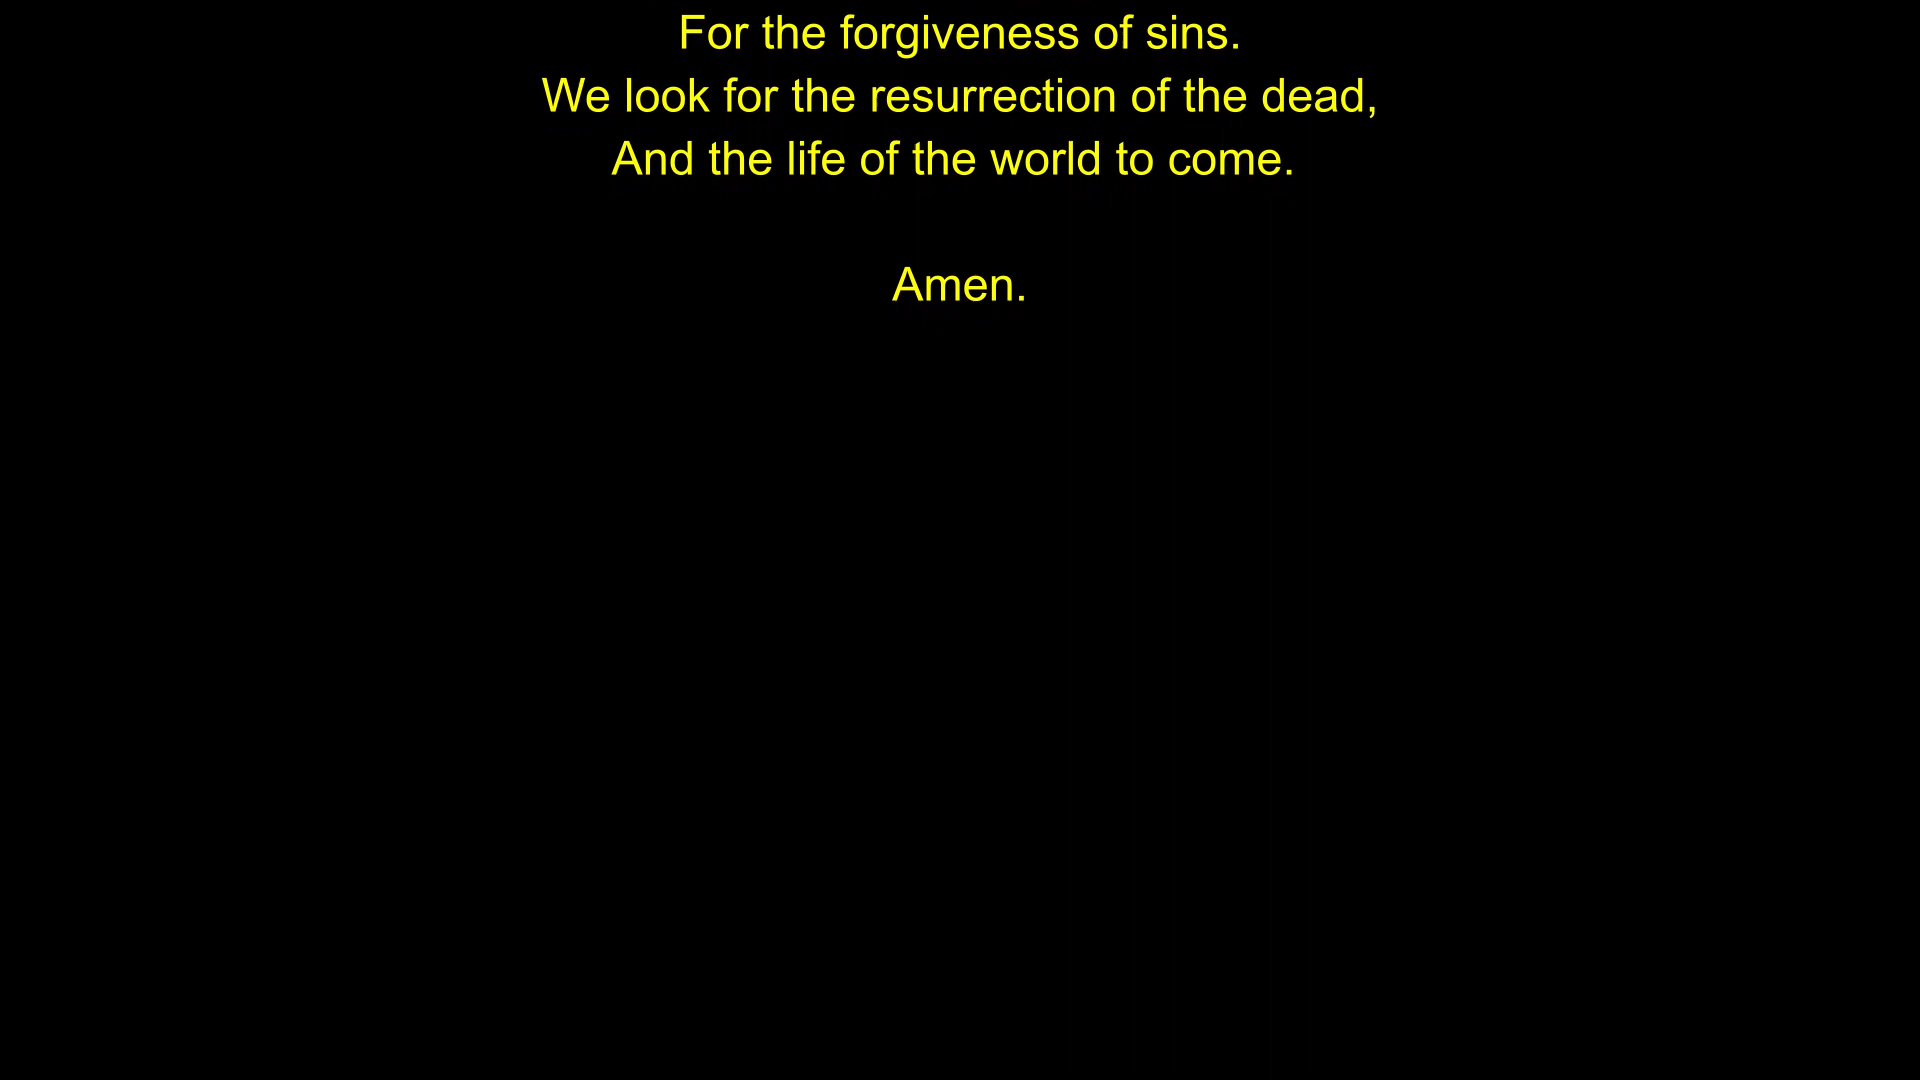 For the forgiveness of sins.
We look for the resurrection of the dead,
And the life of the world to come.
Amen.